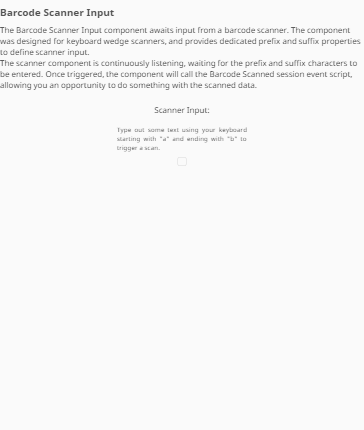 Barcode Scanner Input
The Barcode Scanner Input component awaits input from a barcode scanner. The component
was designed for keyboard wedge scanners, and provides dedicated prefix and suffix properties
to define scanner input.
The scanner component is continuously listening, waiting for the prefix and suffix characters to
be entered. Once triggered, the component will call the Barcode Scanned session event script,
allowing you an opportunity to do something with the scanned data.
Scanner Input:
Type out some text using your keyboard
starting with "a" and ending with "b" to
trigger a scan.